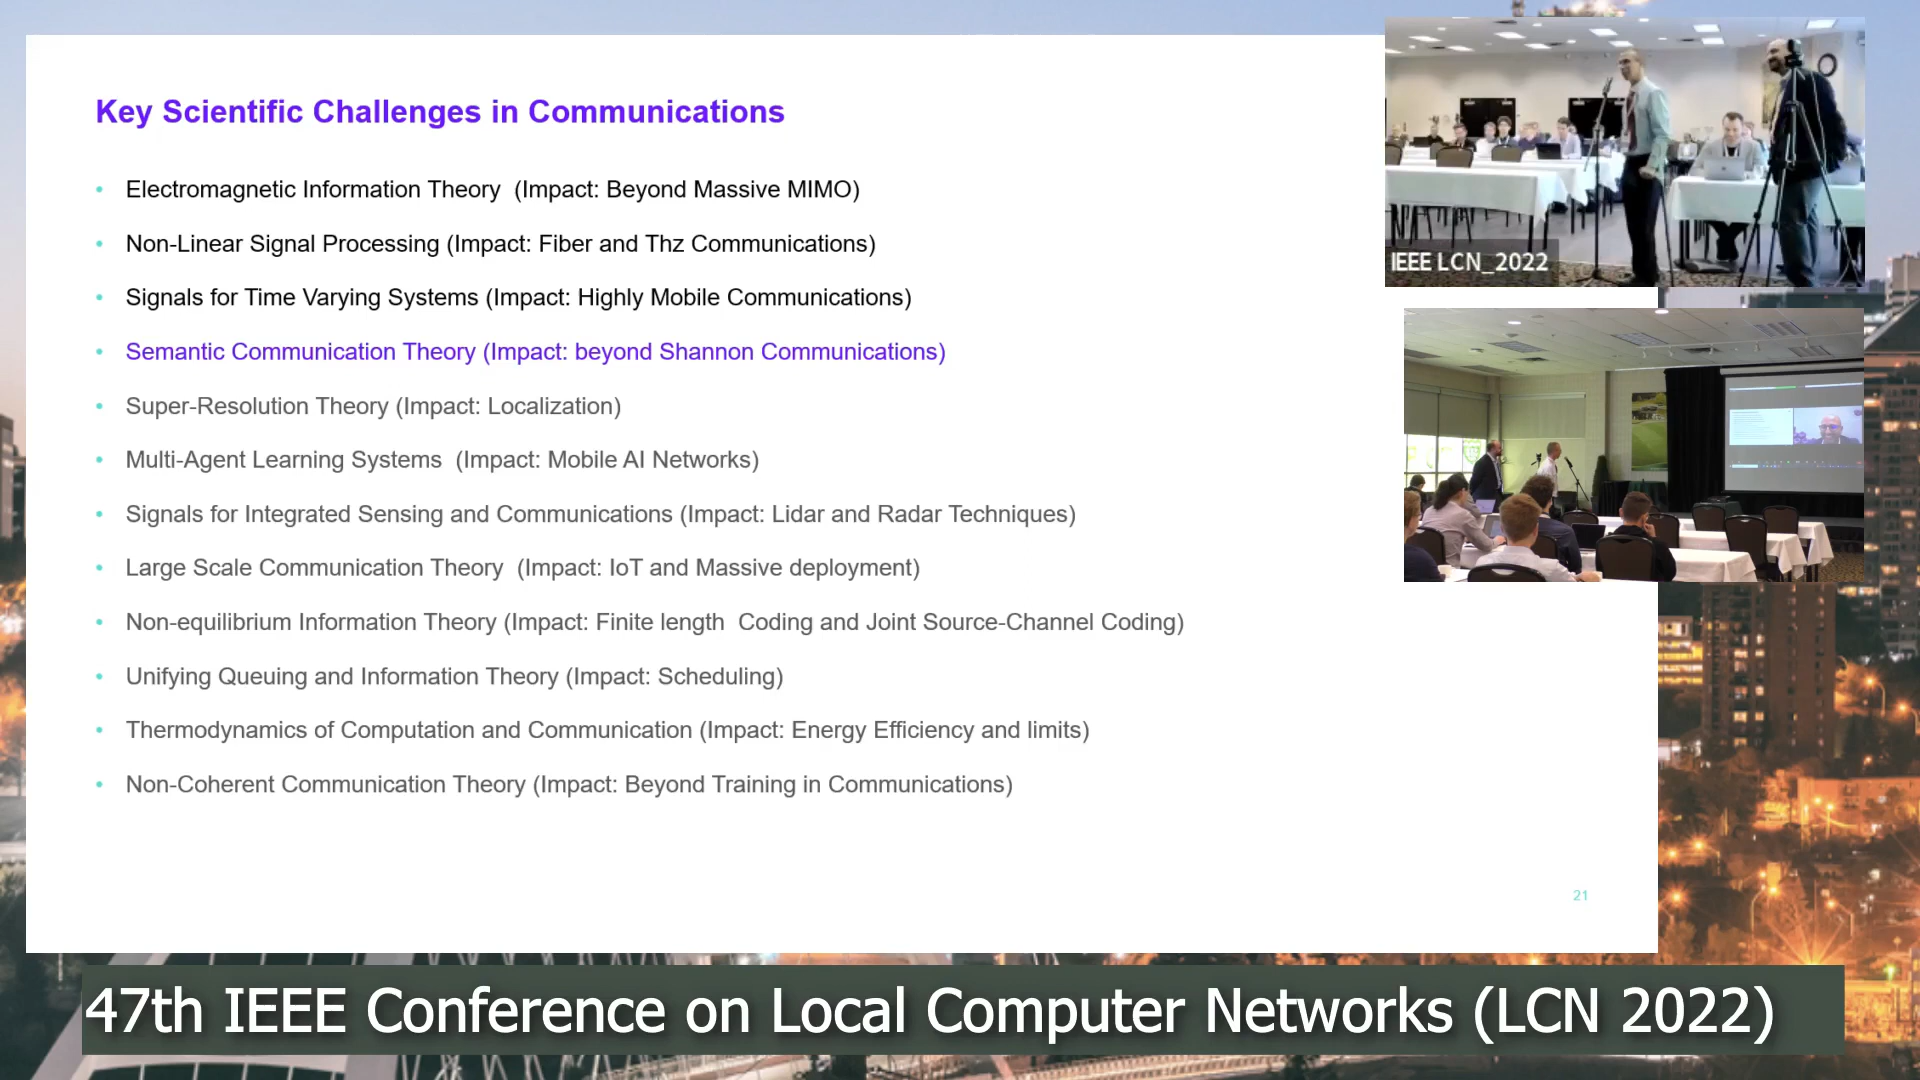 Key Scientific Challenges in Communications
• Electromagnetic Information Theory  (Impact: Beyond Massive MIMO)
• Non-Linear Signal Processing (Impact: Fiber and Thz Communications)
• Signals for Time Varying Systems (Impact: Highly Mobile Communications)
• Semantic Communication Theory (Impact: beyond Shannon Communications)
• Super-Resolution Theory (Impact: Localization)
• Multi-Agent Learning Systems  (Impact: Mobile AI Networks)
• Signals for Integrated Sensing and Communications (Impact: Lidar and Radar Techniques)
• Large Scale Communication Theory  (Impact: IoT and Massive deployment)
• Non-equilibrium Information Theory (Impact: Finite length  Coding and Joint Source-Channel Coding)
• Unifying Queuing and Information Theory (Impact: Scheduling)
• Thermodynamics of Computation and Communication (Impact: Energy Efficiency and limits)
• Non-Coherent Communication Theory (Impact: Beyond Training in Communications)
21
IEEE LCN_2022
47th IEEE Conference on Local Computer Networks (LCN 2022)